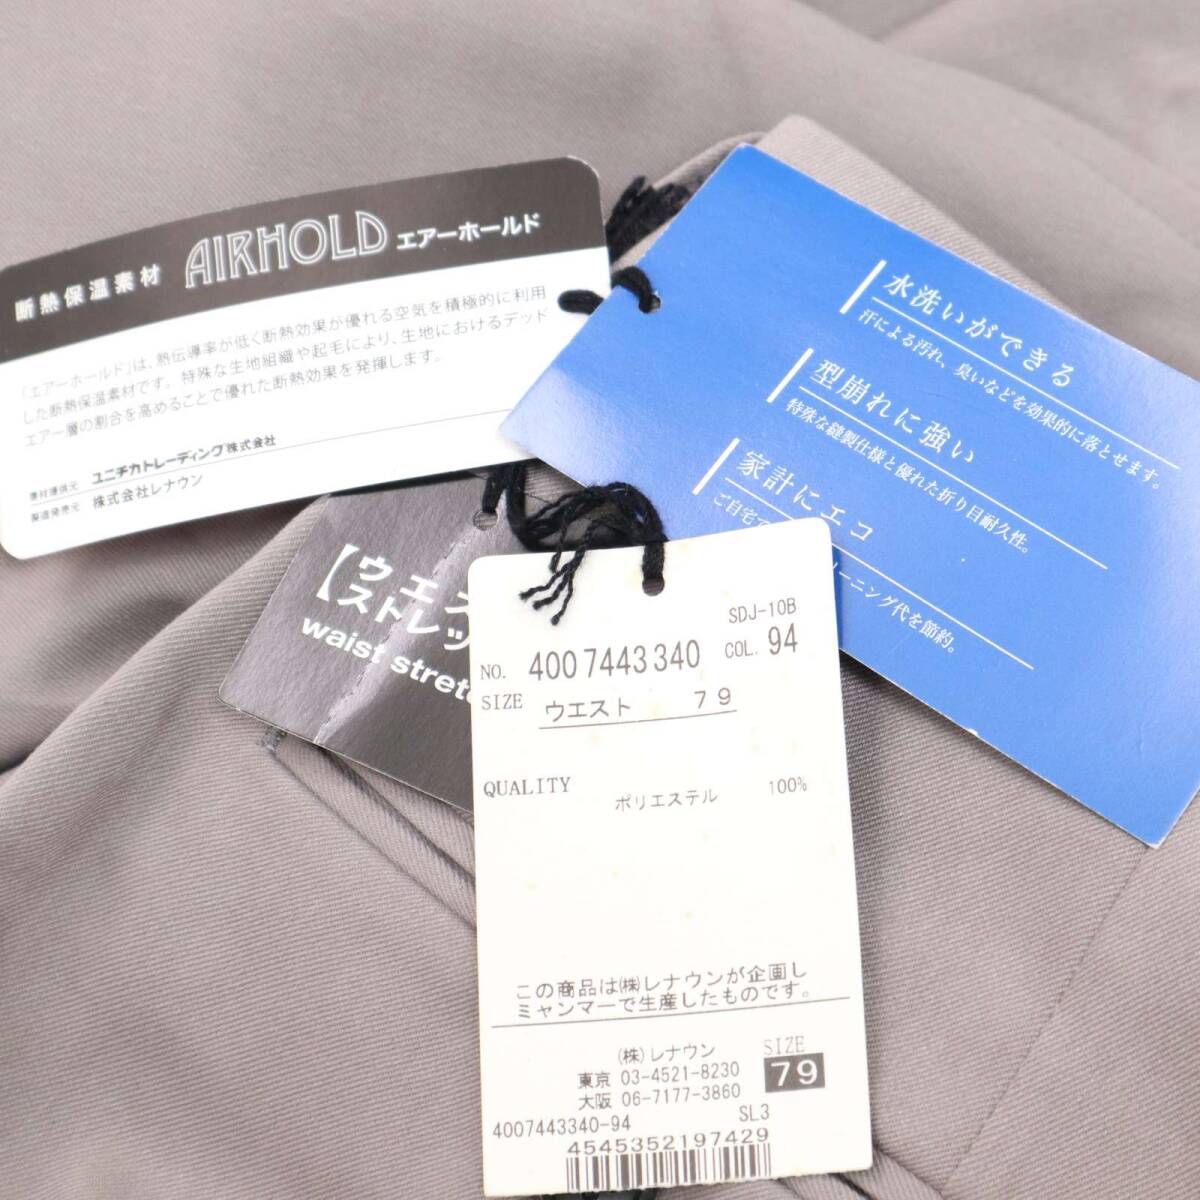 断熱保温素材 AIRHOLD エアーホールド
「エアーホールド」は、熱伝導率が低く断熱効果が優れる空気を積極的に利用
した断熱保温素材です。特殊な生地組織や起毛により、生地におけるデッド
エアー層の割合を高めることで優れた断熱効果を発揮します。
素材提供元 ユニチカトレーディング株式会社
製造発売元 株式会社レナウン
水洗いができる
汗による汚れ、臭いなどを効果的に落とせます。
型崩れに強い
特殊な縫製仕様と優れた折り目耐久性。
家計にエコ
ご自宅で
ーニング代を節約。
【ウエス
ストレッ
waist stret
SDJ-10B
NO. 4007443340 COL. 94
SIZE ウエスト 79
QUALITY ポリエステル 100%
この商品は㈱レナウンが企画し
ミャンマーで生産したものです。
(株)レナウン SIZE
東京 03-4521-8230 79
大阪 06-7177-3860
4007443340-94 SL3
4545352197429